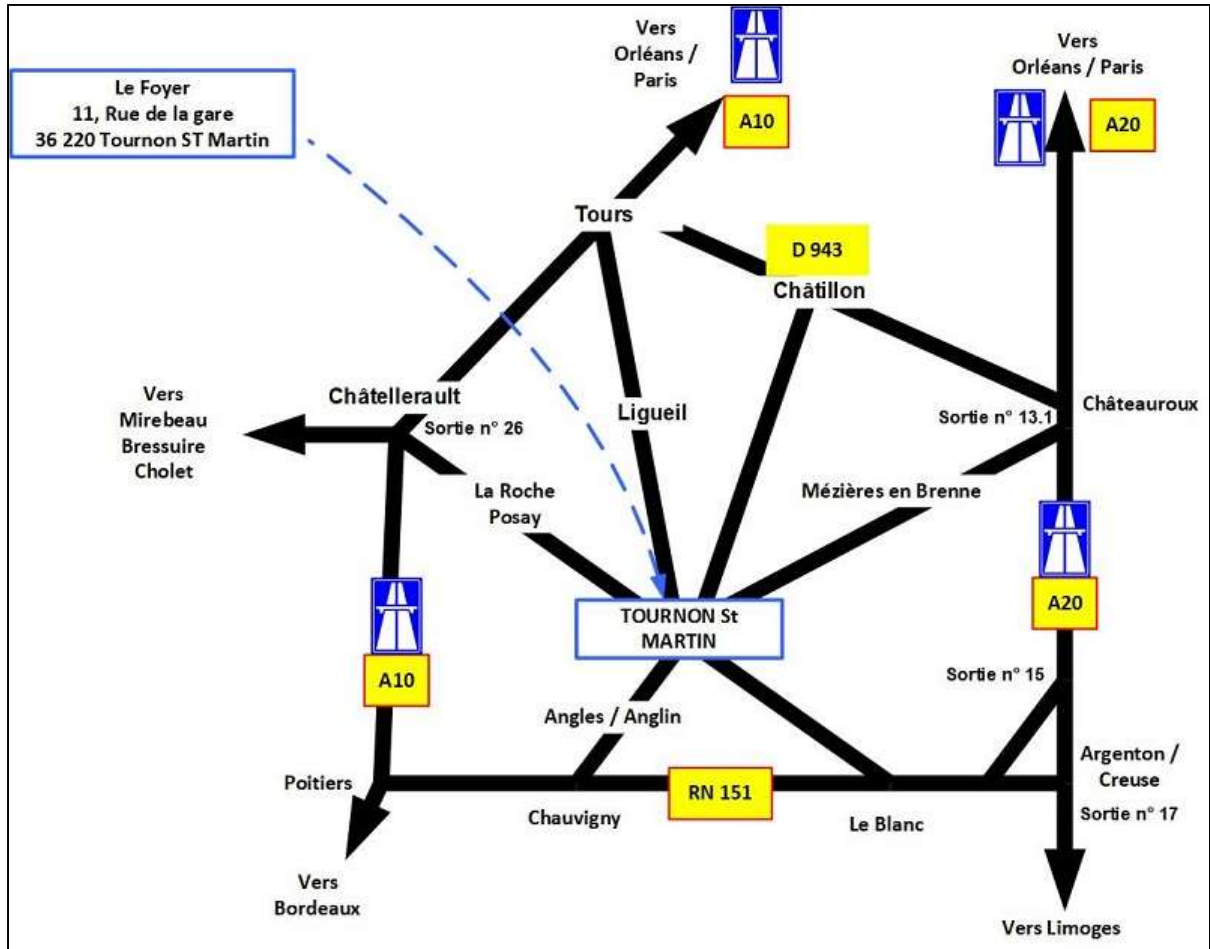 Vers
Orléans /
Paris
Vers
Orléans / Paris
Le Foyer
11, Rue de la gare
36 220 Tournon ST Martin
A10
A20
Tours
D 943
Châtillon
Vers
Mirebeau
Bressuire
Cholet
Châtellerault
Sortie n° 26
Ligueil
Sortie n° 13.1
Châteauroux
La Roche
Posay
Mézières en Brenne
A20
TOURNON St
MARTIN
A10
Sortie n° 15
Angles / Anglin
Argenton /
Creuse
Poitiers
RN 151
Chauvigny
Le Blanc
Sortie n° 17
Vers
Bordeaux
Vers Limoges